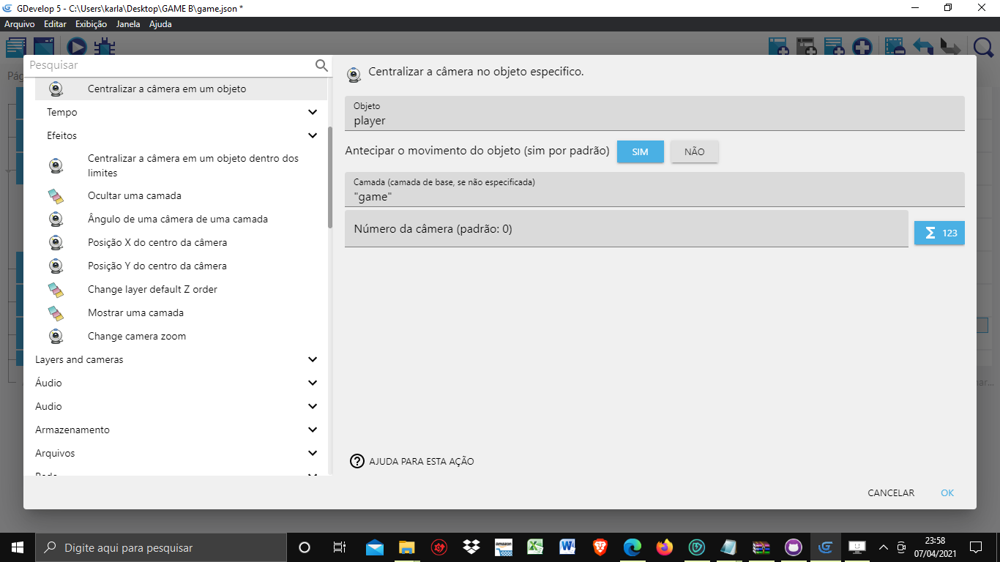 GDevelop 5 - C:\Users\karla\Desktop\GAME B\game.json *
Arquivo Editar Exibição Janela Ajuda
Pesquisar
Centralizar a câmera em um objeto
Tempo
Efeitos
Centralizar a câmera em um objeto dentro dos
limites
Ocultar uma camada
Ângulo de uma câmera de uma camada
Posição X do centro da câmera
Posição Y do centro da câmera
Change layer default Z order
Mostrar uma camada
Change camera zoom
Layers and cameras
Áudio
Audio
Armazenamento
Arquivos
Centralizar a câmera no objeto especifico.
Objeto
player
Antecipar o movimento do objeto (sim por padrão) SIM NÃO
Camada (camada de base, se não especificada)
"game"
Número da câmera (padrão: 0)
Σ 123
AJUDA PARA ESTA AÇÃO
CANCELAR OK
Digite aqui para pesquisar
amazon
23:58
07/04/2021